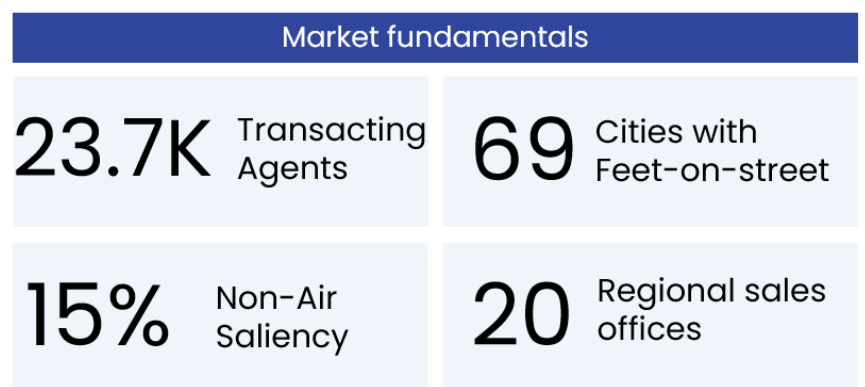 Market fundamentals
23.7K
Transacting
Agents
69
Cities with
Feet-on-street
15%
Non-Air
Saliency
20
Regional sales
offices